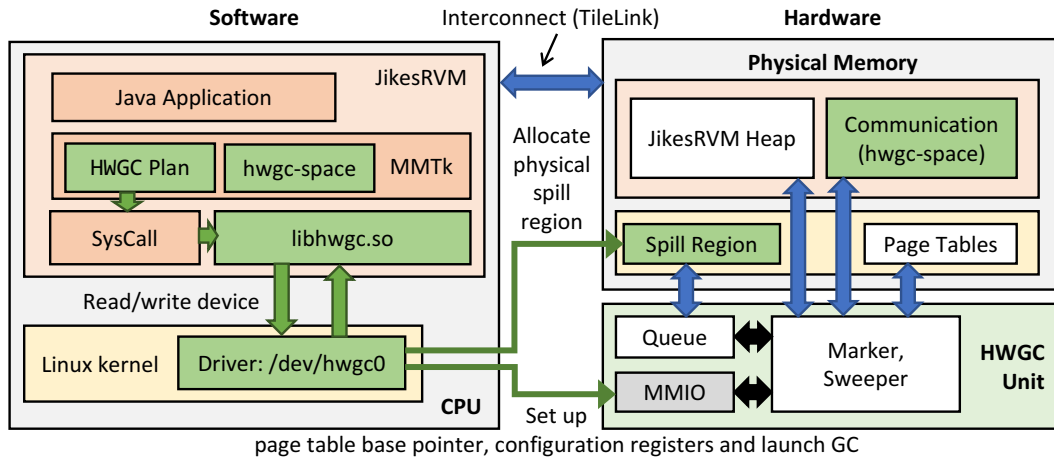 Software
Interconnect (TileLink)
Hardware
JikesRVM
Java Application
HWGC Plan
hwgc-space
MMTk
SysCall
libhwgc.so
Read/write device
Linux kernel
Driver: /dev/hwgc0
CPU
Allocate
physical
spill
region
Set up
page table base pointer, configuration registers and launch GC
Physical Memory
JikesRVM Heap
Communication
(hwgc-space)
Spill Region
Page Tables
Queue
MMIO
Marker,
Sweeper
HWGC
Unit